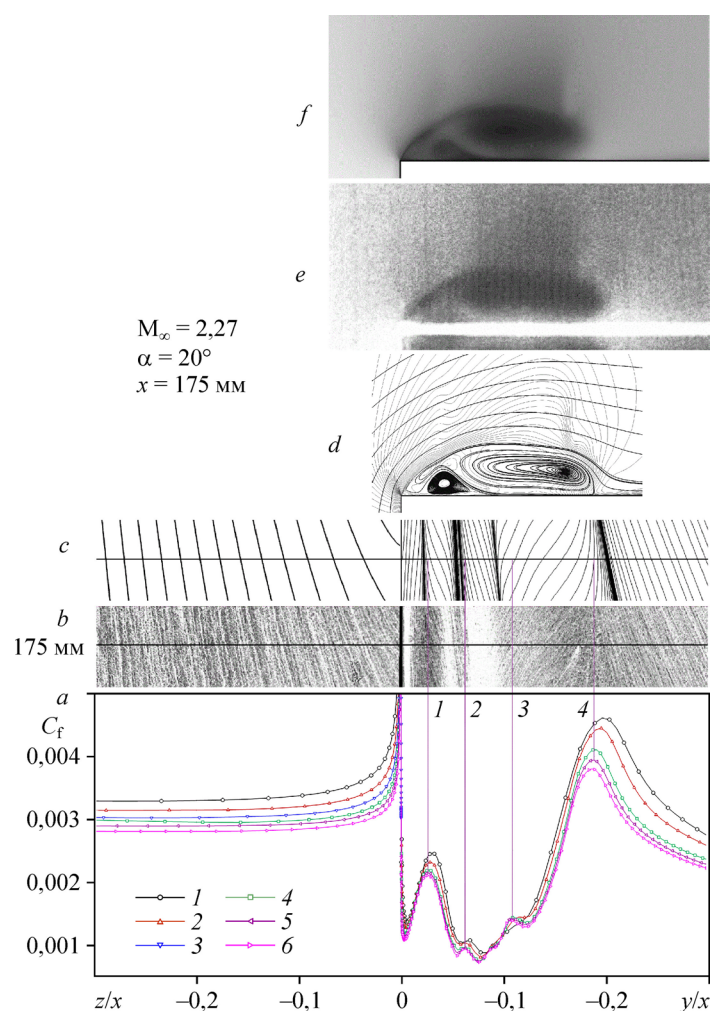 f
e
M∞ = 2,27
α = 20°
x = 175 мм
d
c
b
175 мм
a
1 2 3 4
Cf
0,004
0,003
0,002
0,001
1 4
2 5
3 6
z/x –0,2 –0,1 0 –0,1 –0,2 y/x